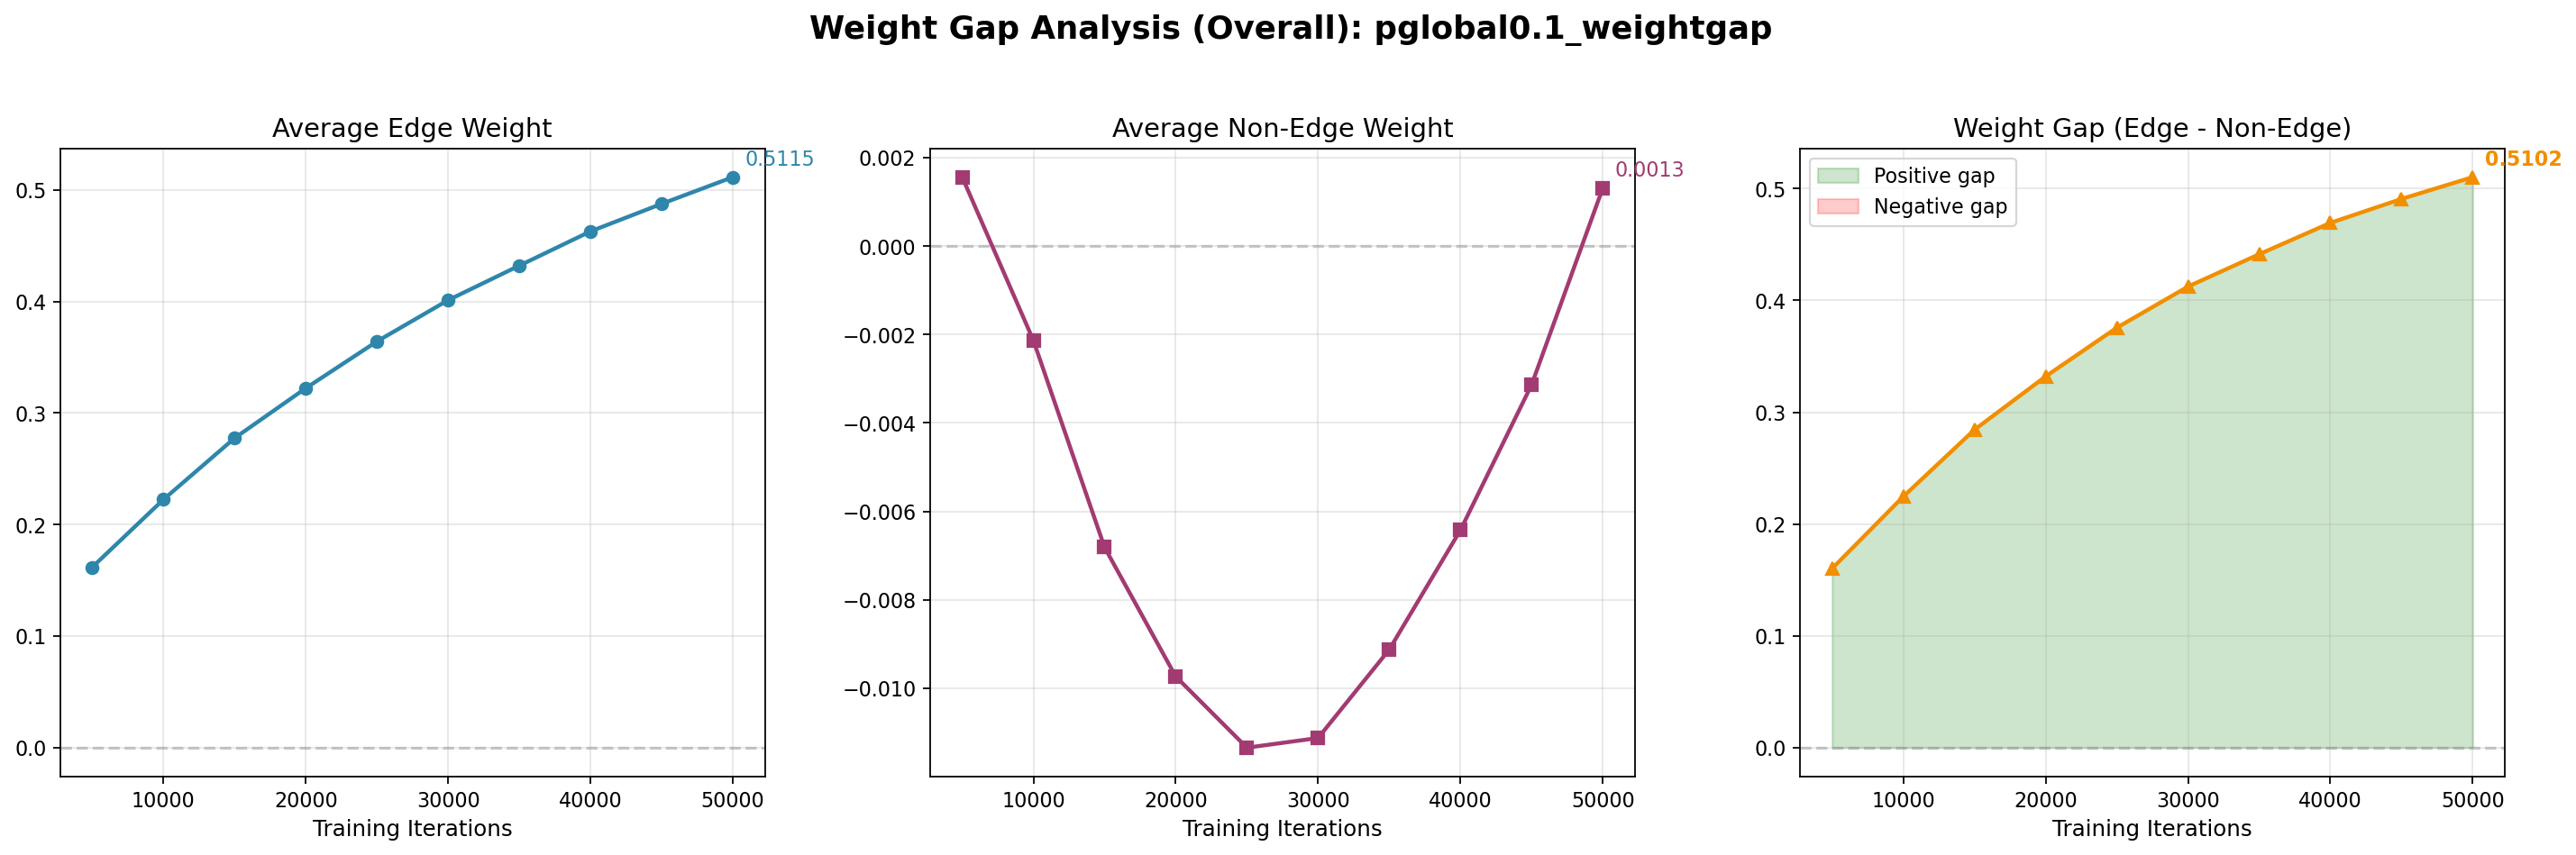 Weight Gap Analysis (Overall): pglobal0.1_weightgap
Average Edge Weight
0.5115
0.5
0.4
0.3
0.2
0.1
0.0
10000 20000 30000 40000 50000
Training Iterations
Average Non-Edge Weight
0.0013
0.002
0.000
−0.002
−0.004
−0.006
−0.008
−0.010
10000 20000 30000 40000 50000
Training Iterations
Weight Gap (Edge - Non-Edge)
0.5102
Positive gap
Negative gap
0.5
0.4
0.3
0.2
0.1
0.0
10000 20000 30000 40000 50000
Training Iterations